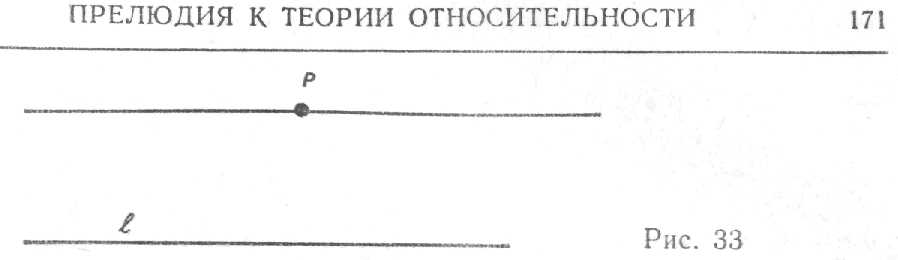 ПРЕЛЮДИЯ К ТЕОРИИ ОТНОСИТЕЛЬНОСТИ 171
P
ℓ
Рис. 33